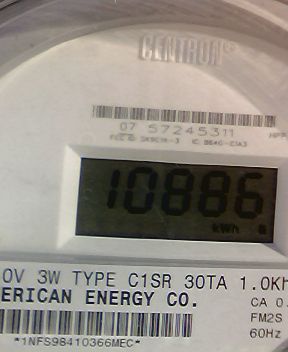 CENTRON®
07 57245311
10886
kWh
0V 3W TYPE C1SR 30TA 1.0Kh
ERICAN ENERGY CO.
CA 0.
FM2S
60Hz
*1NFS98410366MEC*